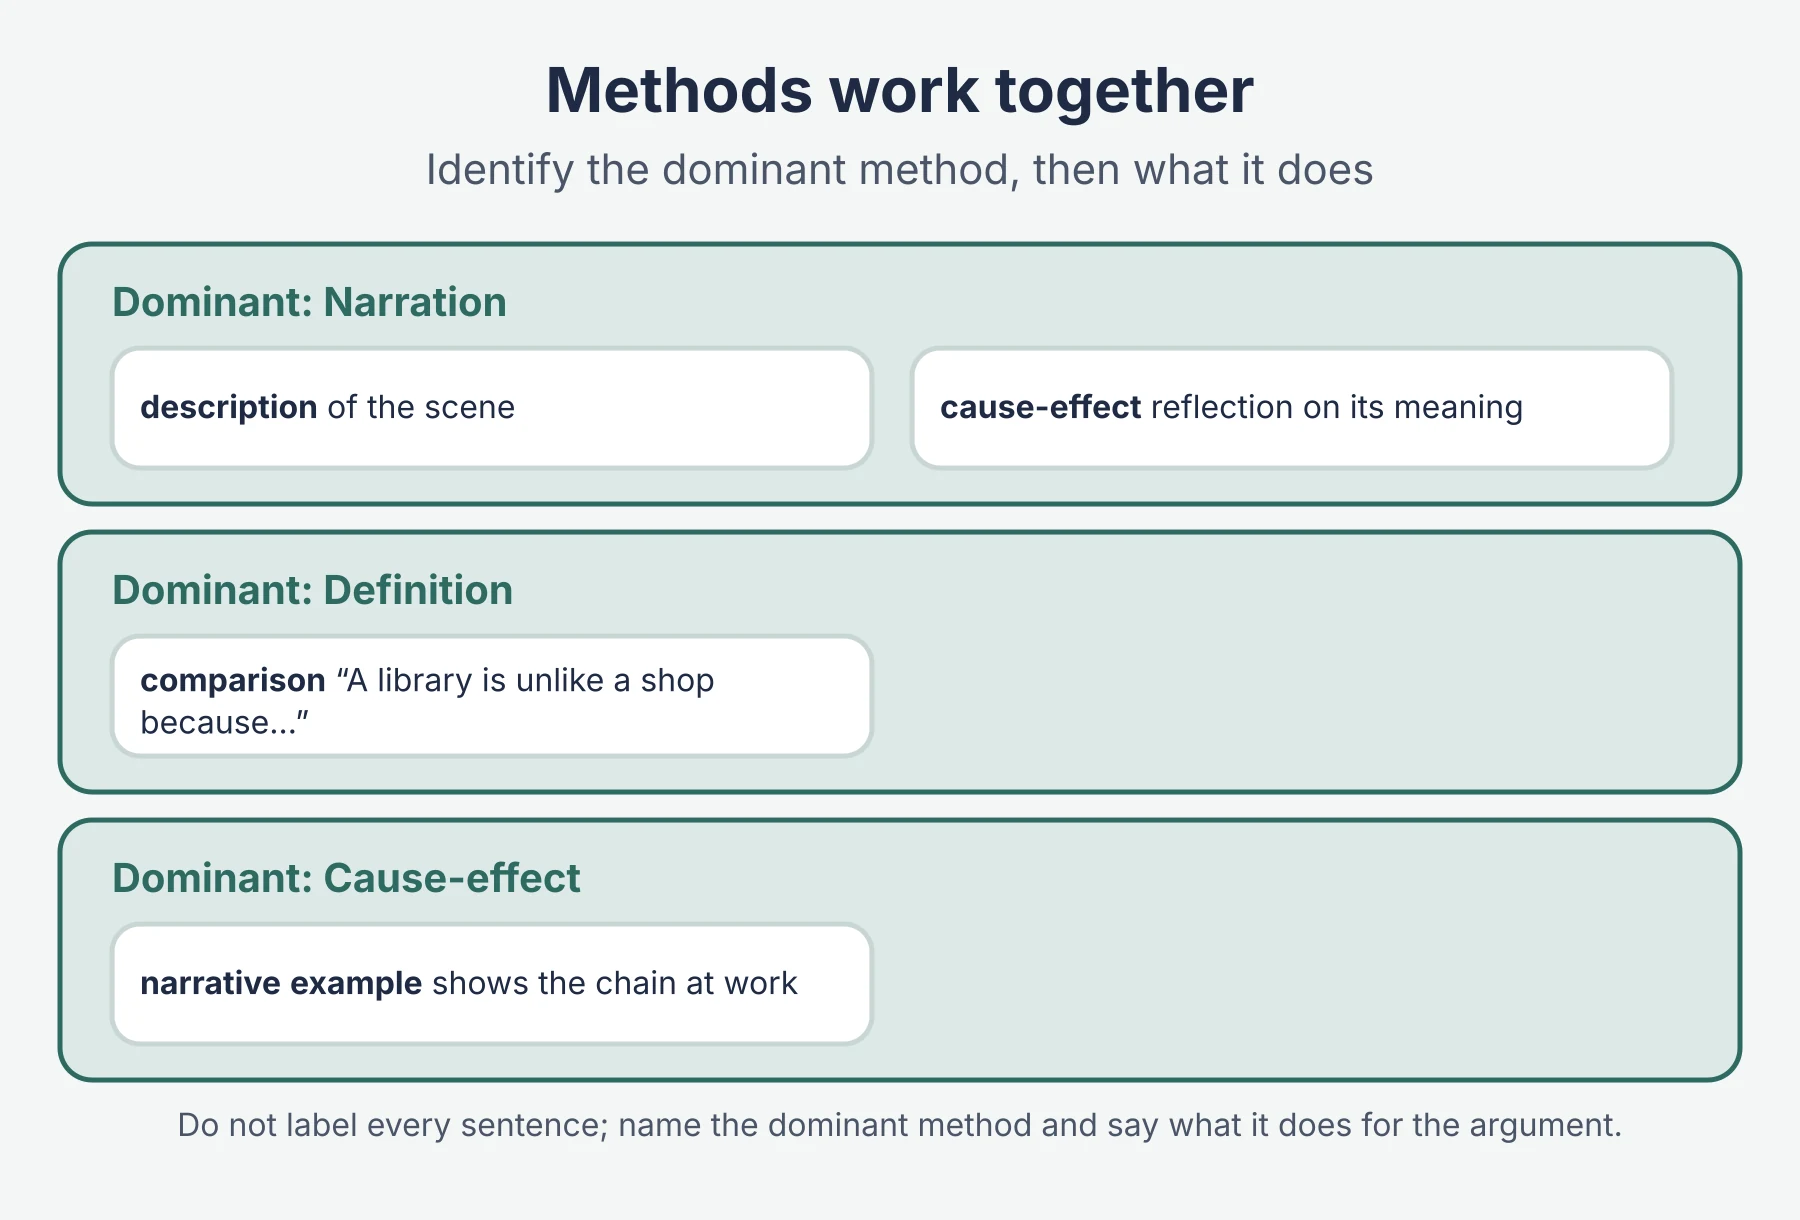 Methods work together
Identify the dominant method, then what it does
Dominant: Narration
description of the scene
cause-effect reflection on its meaning
Dominant: Definition
comparison “A library is unlike a shop
because...”
Dominant: Cause-effect
narrative example shows the chain at work
Do not label every sentence; name the dominant method and say what it does for the argument.